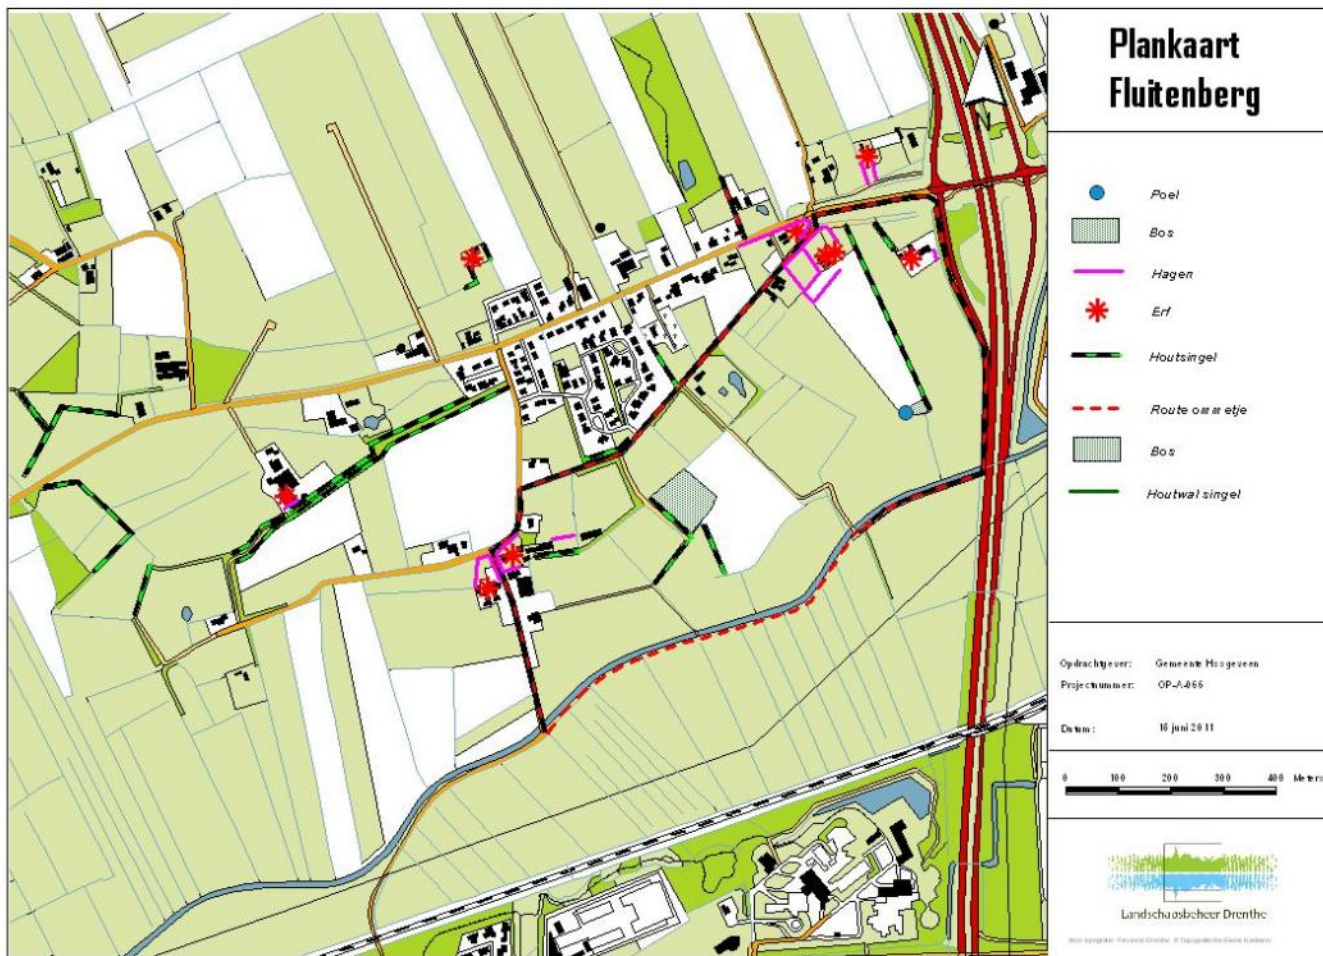 Plankaart
Fluitenberg
N
Poel
Bos
Hagen
Erf
Houtsingel
Route ommetje
Bos
Houtwal singel
Opdrachtgever: Gemeente Hoogeveen
Projectnummer: OP-A-066
Datum: 16 juni 2011
0 100 200 300 400 Meters
Landschapsbeheer Drenthe